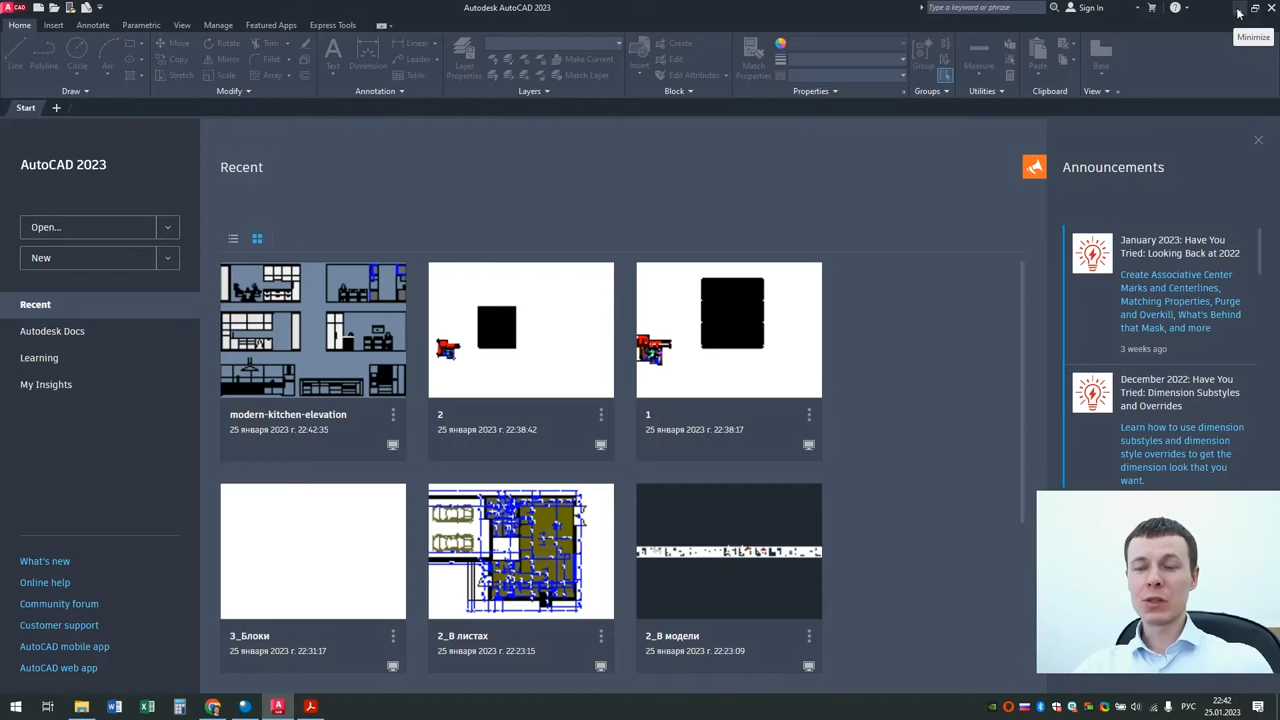 Autodesk AutoCAD 2023
Type a keyword or phrase
Sign In
Minimize
Home
Insert
Annotate
Parametric
View
Manage
Featured Apps
Express Tools
Line
Polyline
Circle
Arc
Move
Rotate
Trim
Copy
Mirror
Fillet
Stretch
Scale
Array
Text
Dimension
Linear
Leader
Table
Layer
Properties
Make Current
Match Layer
Insert
Create
Edit
Edit Attributes
Match
Properties
Group
Measure
Paste
Base
Draw
Modify
Annotation
Layers
Block
Properties
Groups
Utilities
Clipboard
View
Start
AutoCAD 2023
Open...
New
Recent
Autodesk Docs
Learning
My Insights
What's new
Online help
Community forum
Customer support
AutoCAD mobile app
AutoCAD web app
Recent
modern-kitchen-elevation
25 января 2023 г. 22:42:35
2
25 января 2023 г. 22:38:42
1
25 января 2023 г. 22:38:17
3_Блоки
25 января 2023 г. 22:31:17
2_В листах
25 января 2023 г. 22:23:15
2_В модели
25 января 2023 г. 22:23:09
Announcements
January 2023: Have You
Tried: Looking Back at 2022
Create Associative Center
Marks and Centerlines,
Matching Properties, Purge
and Overkill, What's Behind
that Mask, and more
3 weeks ago
December 2022: Have You
Tried: Dimension Substyles
and Overrides
Learn how to use dimension
substyles and dimension
style overrides to get the
dimension look that you
want.
РУС
22:42
25.01.2023